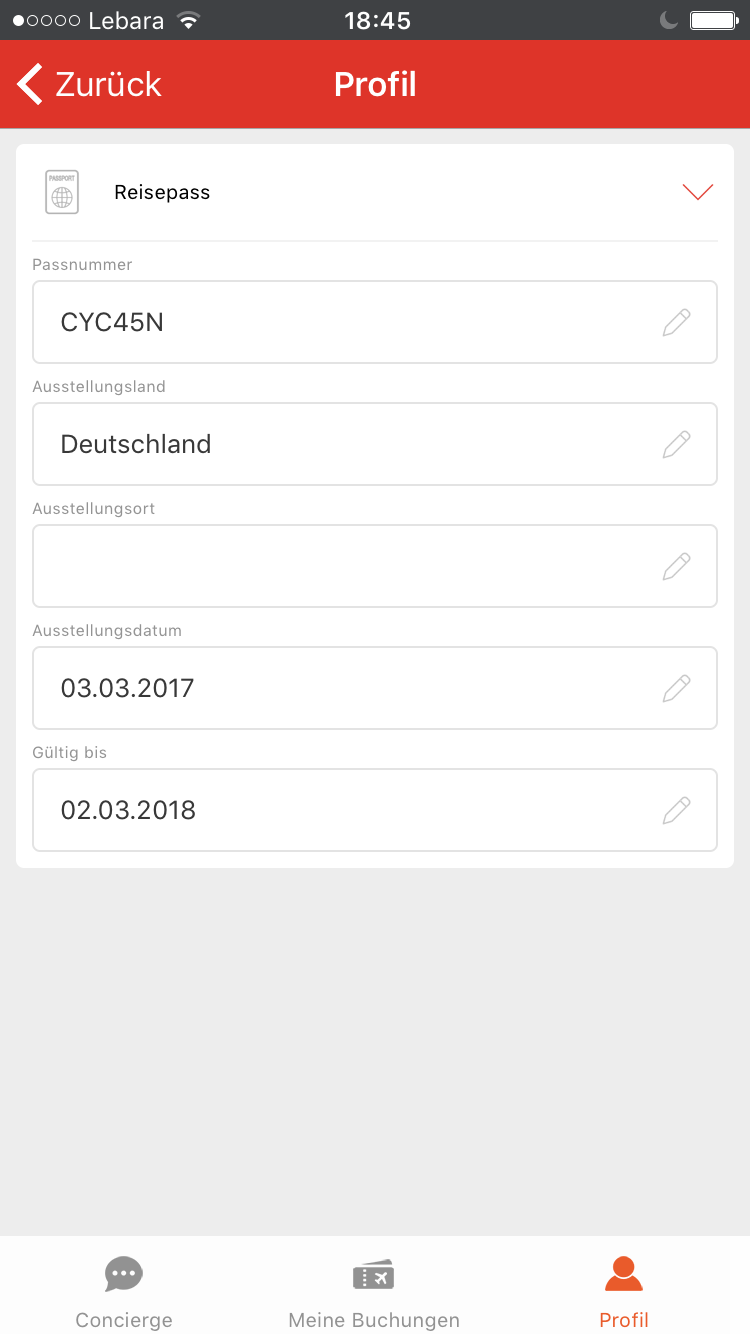 Lebara 18:45
Zurück Profil
PASSPORT
Reisepass
Passnummer
CYC45N
Ausstellungsland
Deutschland
Ausstellungsort
Ausstellungsdatum
03.03.2017
Gültig bis
02.03.2018
Concierge Meine Buchungen Profil